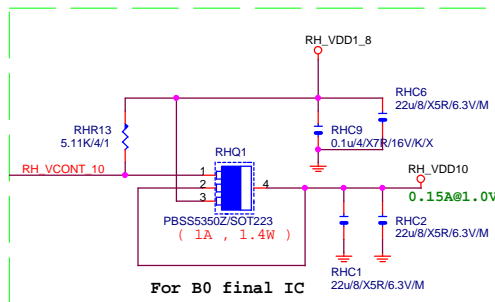 RH_VDD1_8
RHC6
22u/8/X5R/6.3V/M
RHR13
5.11K/4/1
RHC9
0.1u/4/X7R/16V/K/X
RHQ1
RH_VCONT_10
1
2
3
4
RH_VDD10
0.15A@1.0V
PBSS5350Z/SOT223
( 1A , 1.4W )
RHC2
22u/8/X5R/6.3V/M
RHC1
22u/8/X5R/6.3V/M
For B0 final IC